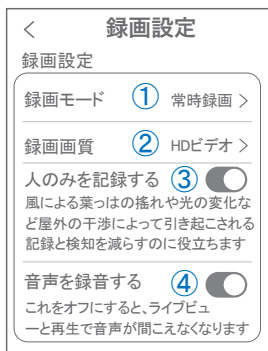 < 録画設定
録画設定
録画モード ① 常時録画 >
録画画質 ② HDビデオ >
人のみを記録する ③
風による葉っはの搖れや光の変化な
ど屋外の干渉によって引き起こされる
記録と検知を減らすのに役立ちます
音声を録音する ④
これをオフにすると、ライブビュ
ーと再生で音声が聞こえなくなります